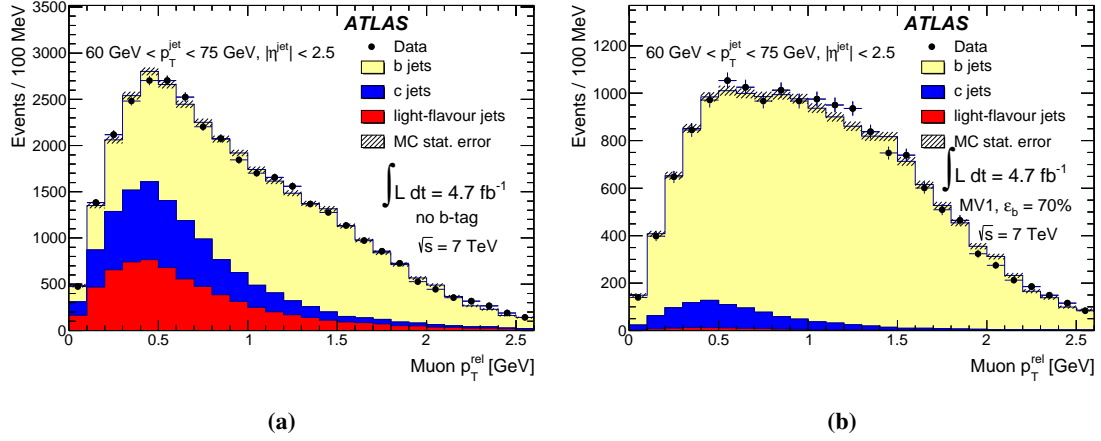 ATLAS
60 GeV < p_T^jet < 75 GeV, |η^jet| < 2.5
Data
b jets
c jets
light-flavour jets
MC stat. error
∫ L dt = 4.7 fb⁻¹
no b-tag
√s = 7 TeV
Events / 100 MeV
3500
3000
2500
2000
1500
1000
500
0
0 0.5 1 1.5 2 2.5
Muon p_T^rel [GeV]
(a)
ATLAS
60 GeV < p_T^jet < 75 GeV, |η^jet| < 2.5
Data
b jets
c jets
light-flavour jets
MC stat. error
∫ L dt = 4.7 fb⁻¹
MV1, ε_b = 70%
√s = 7 TeV
Events / 100 MeV
1200
1000
800
600
400
200
0
0 0.5 1 1.5 2 2.5
Muon p_T^rel [GeV]
(b)